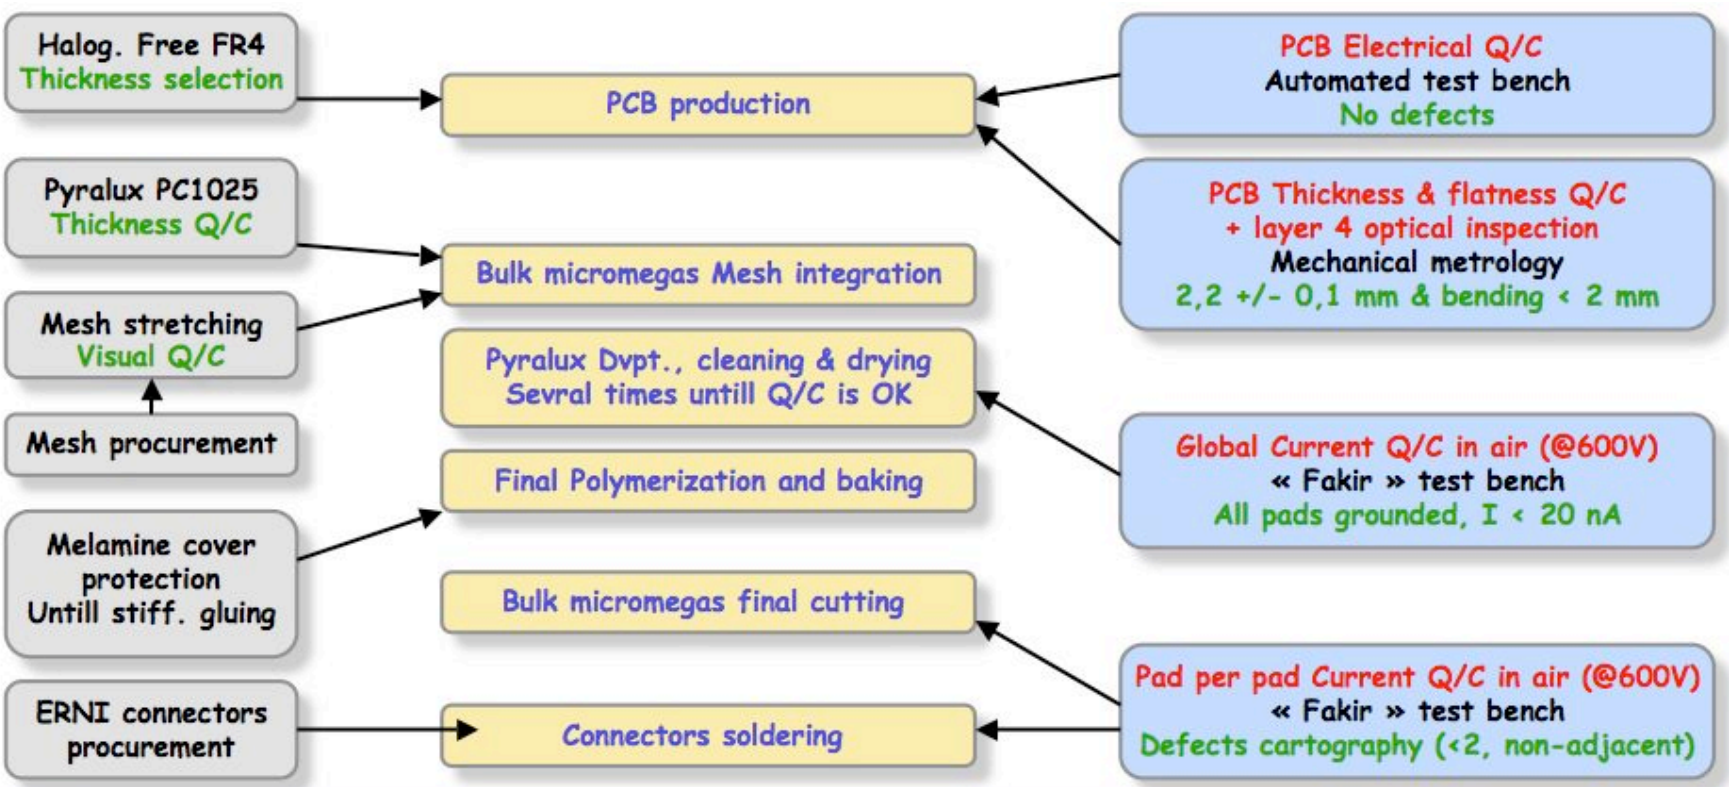 Halog. Free FR4
Thickness selection
Pyralux PC1025
Thickness Q/C
Mesh stretching
Visual Q/C
Mesh procurement
Melamine cover
protection
Untill stiff. gluing
ERNI connectors
procurement
PCB production
Bulk micromegas Mesh integration
Pyralux Dvpt., cleaning & drying
Sevral times untill Q/C is OK
Final Polymerization and baking
Bulk micromegas final cutting
Connectors soldering
PCB Electrical Q/C
Automated test bench
No defects
PCB Thickness & flatness Q/C
+ layer 4 optical inspection
Mechanical metrology
2,2 +/- 0,1 mm & bending < 2 mm
Global Current Q/C in air (@600V)
« Fakir » test bench
All pads grounded, I < 20 nA
Pad per pad Current Q/C in air (@600V)
« Fakir » test bench
Defects cartography (<2, non-adjacent)